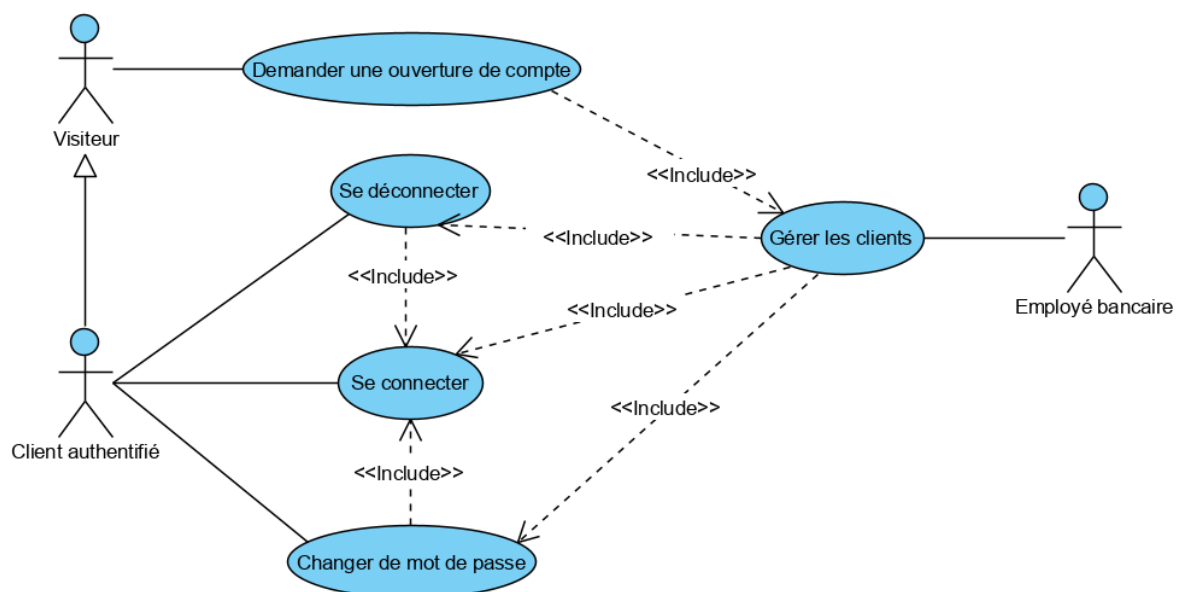 Demander une ouverture de compte
Visiteur
<<Include>>
Se déconnecter
<<Include>>
Gérer les clients
<<Include>>
Employé bancaire
<<Include>>
Se connecter
<<Include>>
Client authentifié
<<Include>>
Changer de mot de passe